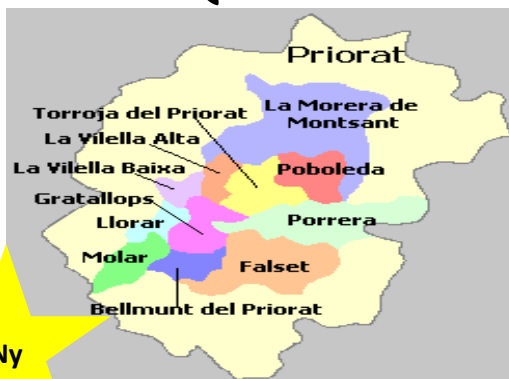 Priorat
La Morera de
Montsant
Torroja del Priorat
La Vilella Alta
La Vilella Baixa
Poboleda
Gratallops
Llorar
Porrera
Molar
Falset
Bellmunt del Priorat
Ny